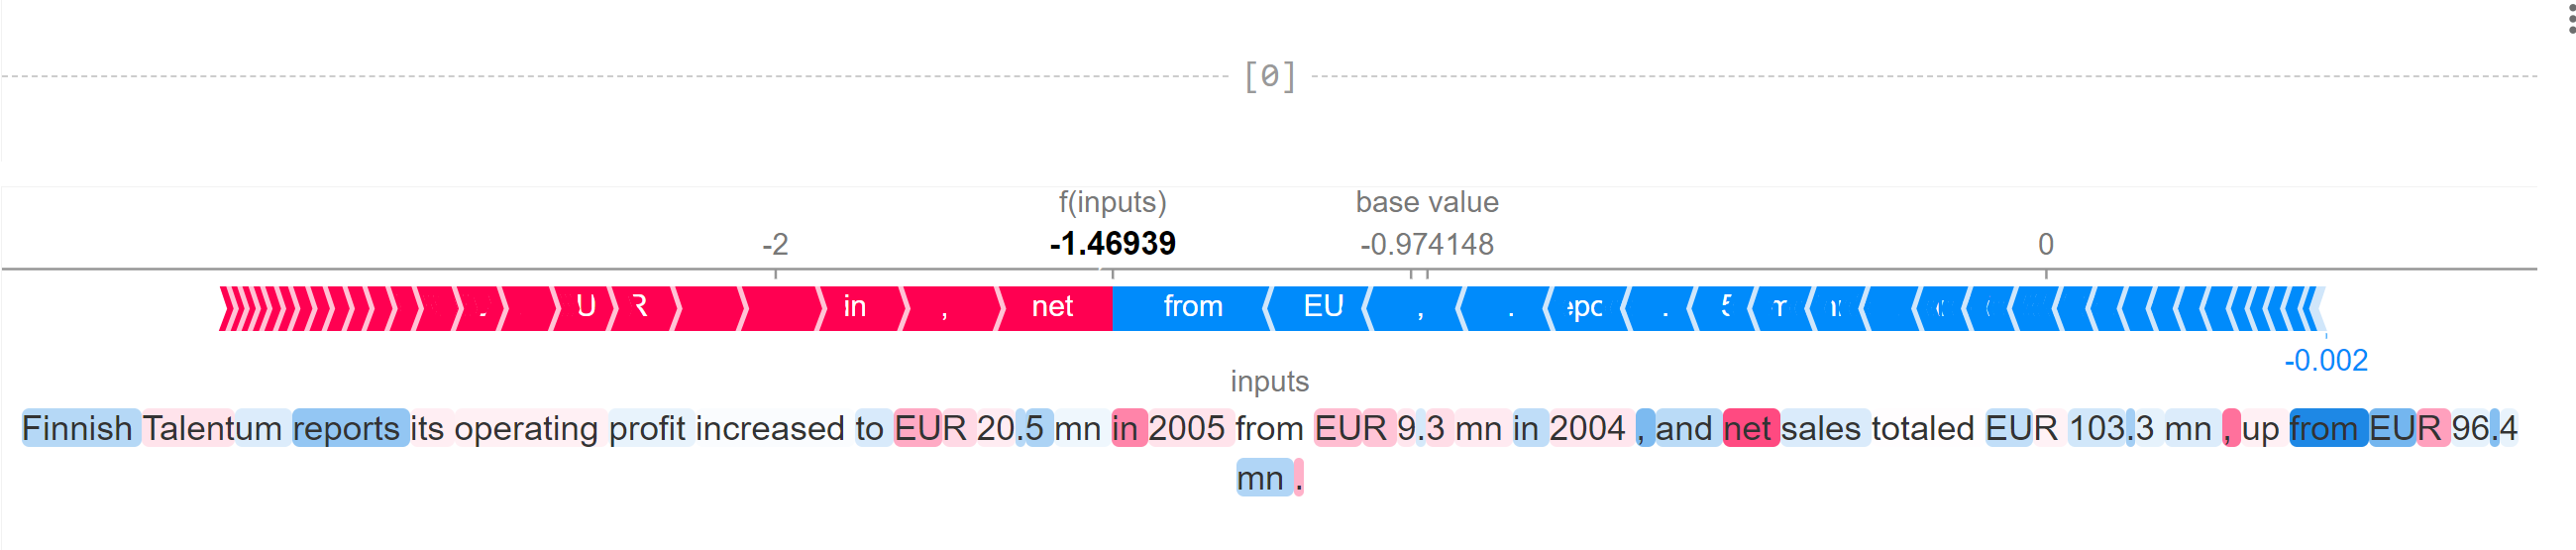 [0]
f(inputs) base value
-2 -1.46939 -0.974148 0
U R in , net from EU , . . 5
-0.002
inputs
Finnish Talentum reports its operating profit increased to EUR 20.5 mn in 2005 from EUR 9.3 mn in 2004 , and net sales totaled EUR 103.3 mn , up from EUR 96.4
mn .